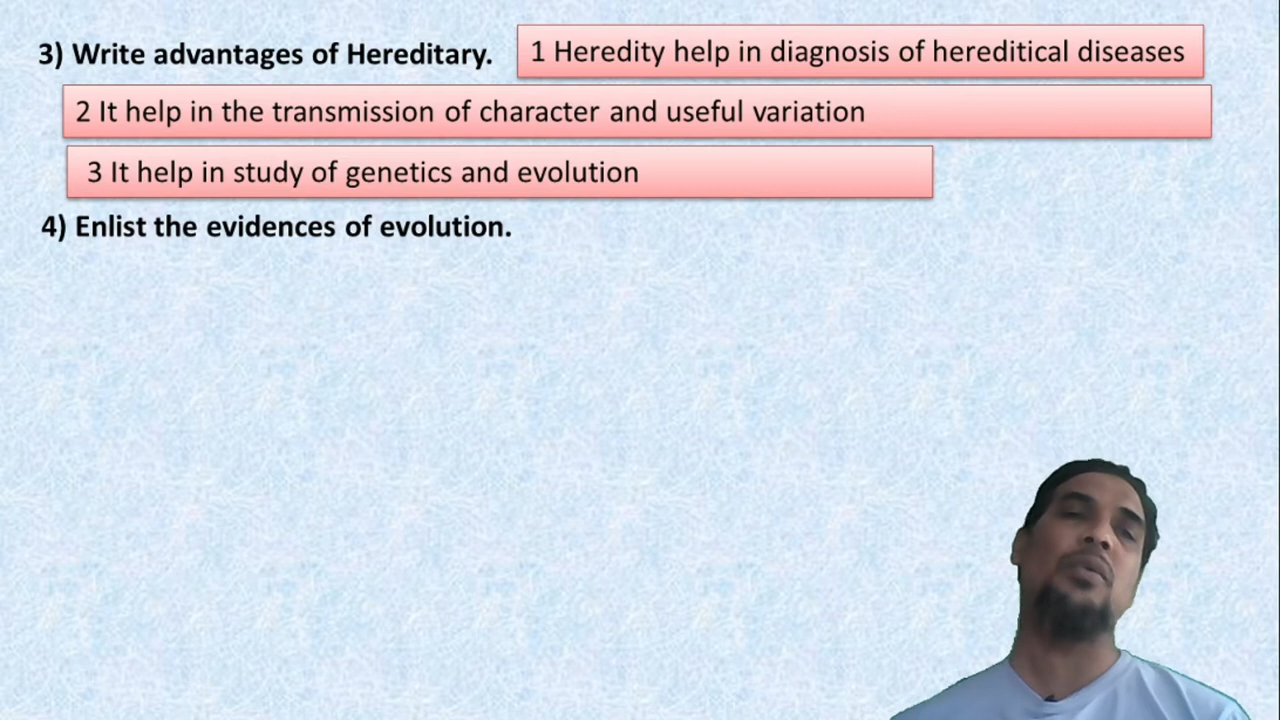 3) Write advantages of Hereditary. 1 Heredity help in diagnosis of hereditical diseases
2 It help in the transmission of character and useful variation
3 It help in study of genetics and evolution
4) Enlist the evidences of evolution.